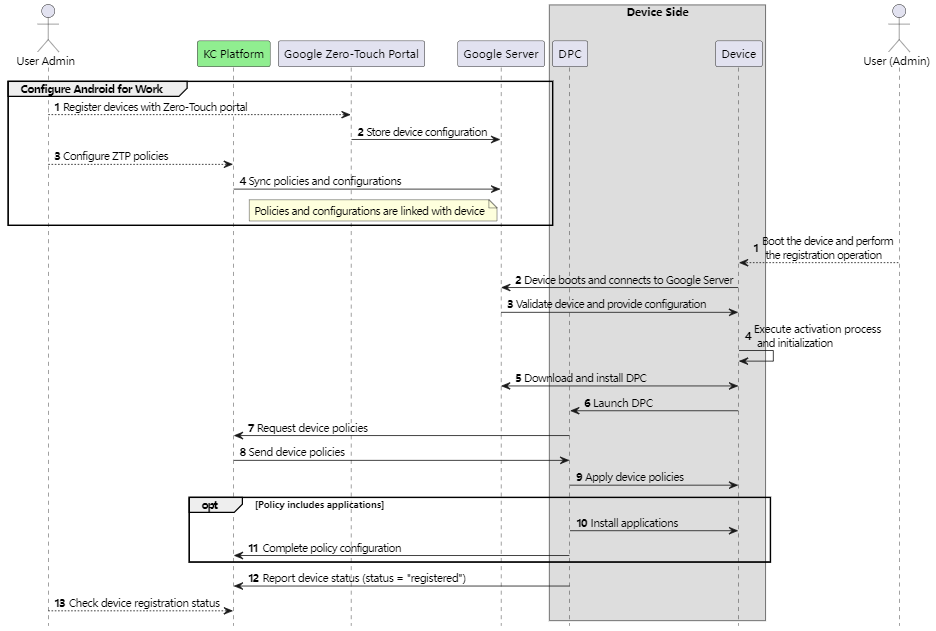 Device Side
User Admin
KC Platform
Google Zero-Touch Portal
Google Server
DPC
Device
User (Admin)
Configure Android for Work
1 Register devices with Zero-Touch portal
2 Store device configuration
3 Configure ZTP policies
4 Sync policies and configurations
Policies and configurations are linked with device
1 Boot the device and perform
the registration operation
2 Device boots and connects to Google Server
3 Validate device and provide configuration
4 Execute activation process
and initialization
5 Download and install DPC
6 Launch DPC
7 Request device policies
8 Send device policies
9 Apply device policies
opt [Policy includes applications]
10 Install applications
11 Complete policy configuration
12 Report device status (status = "registered")
13 Check device registration status